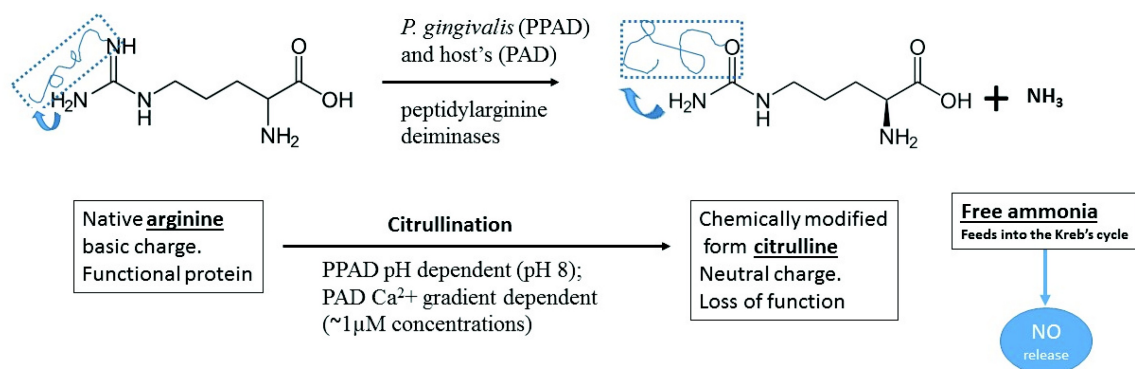 P. gingivalis (PPAD)
and host's (PAD)
peptidylarginine
deiminases
NH
H₂N
N
H
O
OH
NH₂
O
H₂N
N
H
O
OH
NH₂
+ NH₃
Native arginine
basic charge.
Functional protein
Citrullination
PPAD pH dependent (pH 8);
PAD Ca²⁺ gradient dependent
(~1µM concentrations)
Chemically modified
form citrulline
Neutral charge.
Loss of function
Free ammonia
Feeds into the Kreb's cycle
NO
release